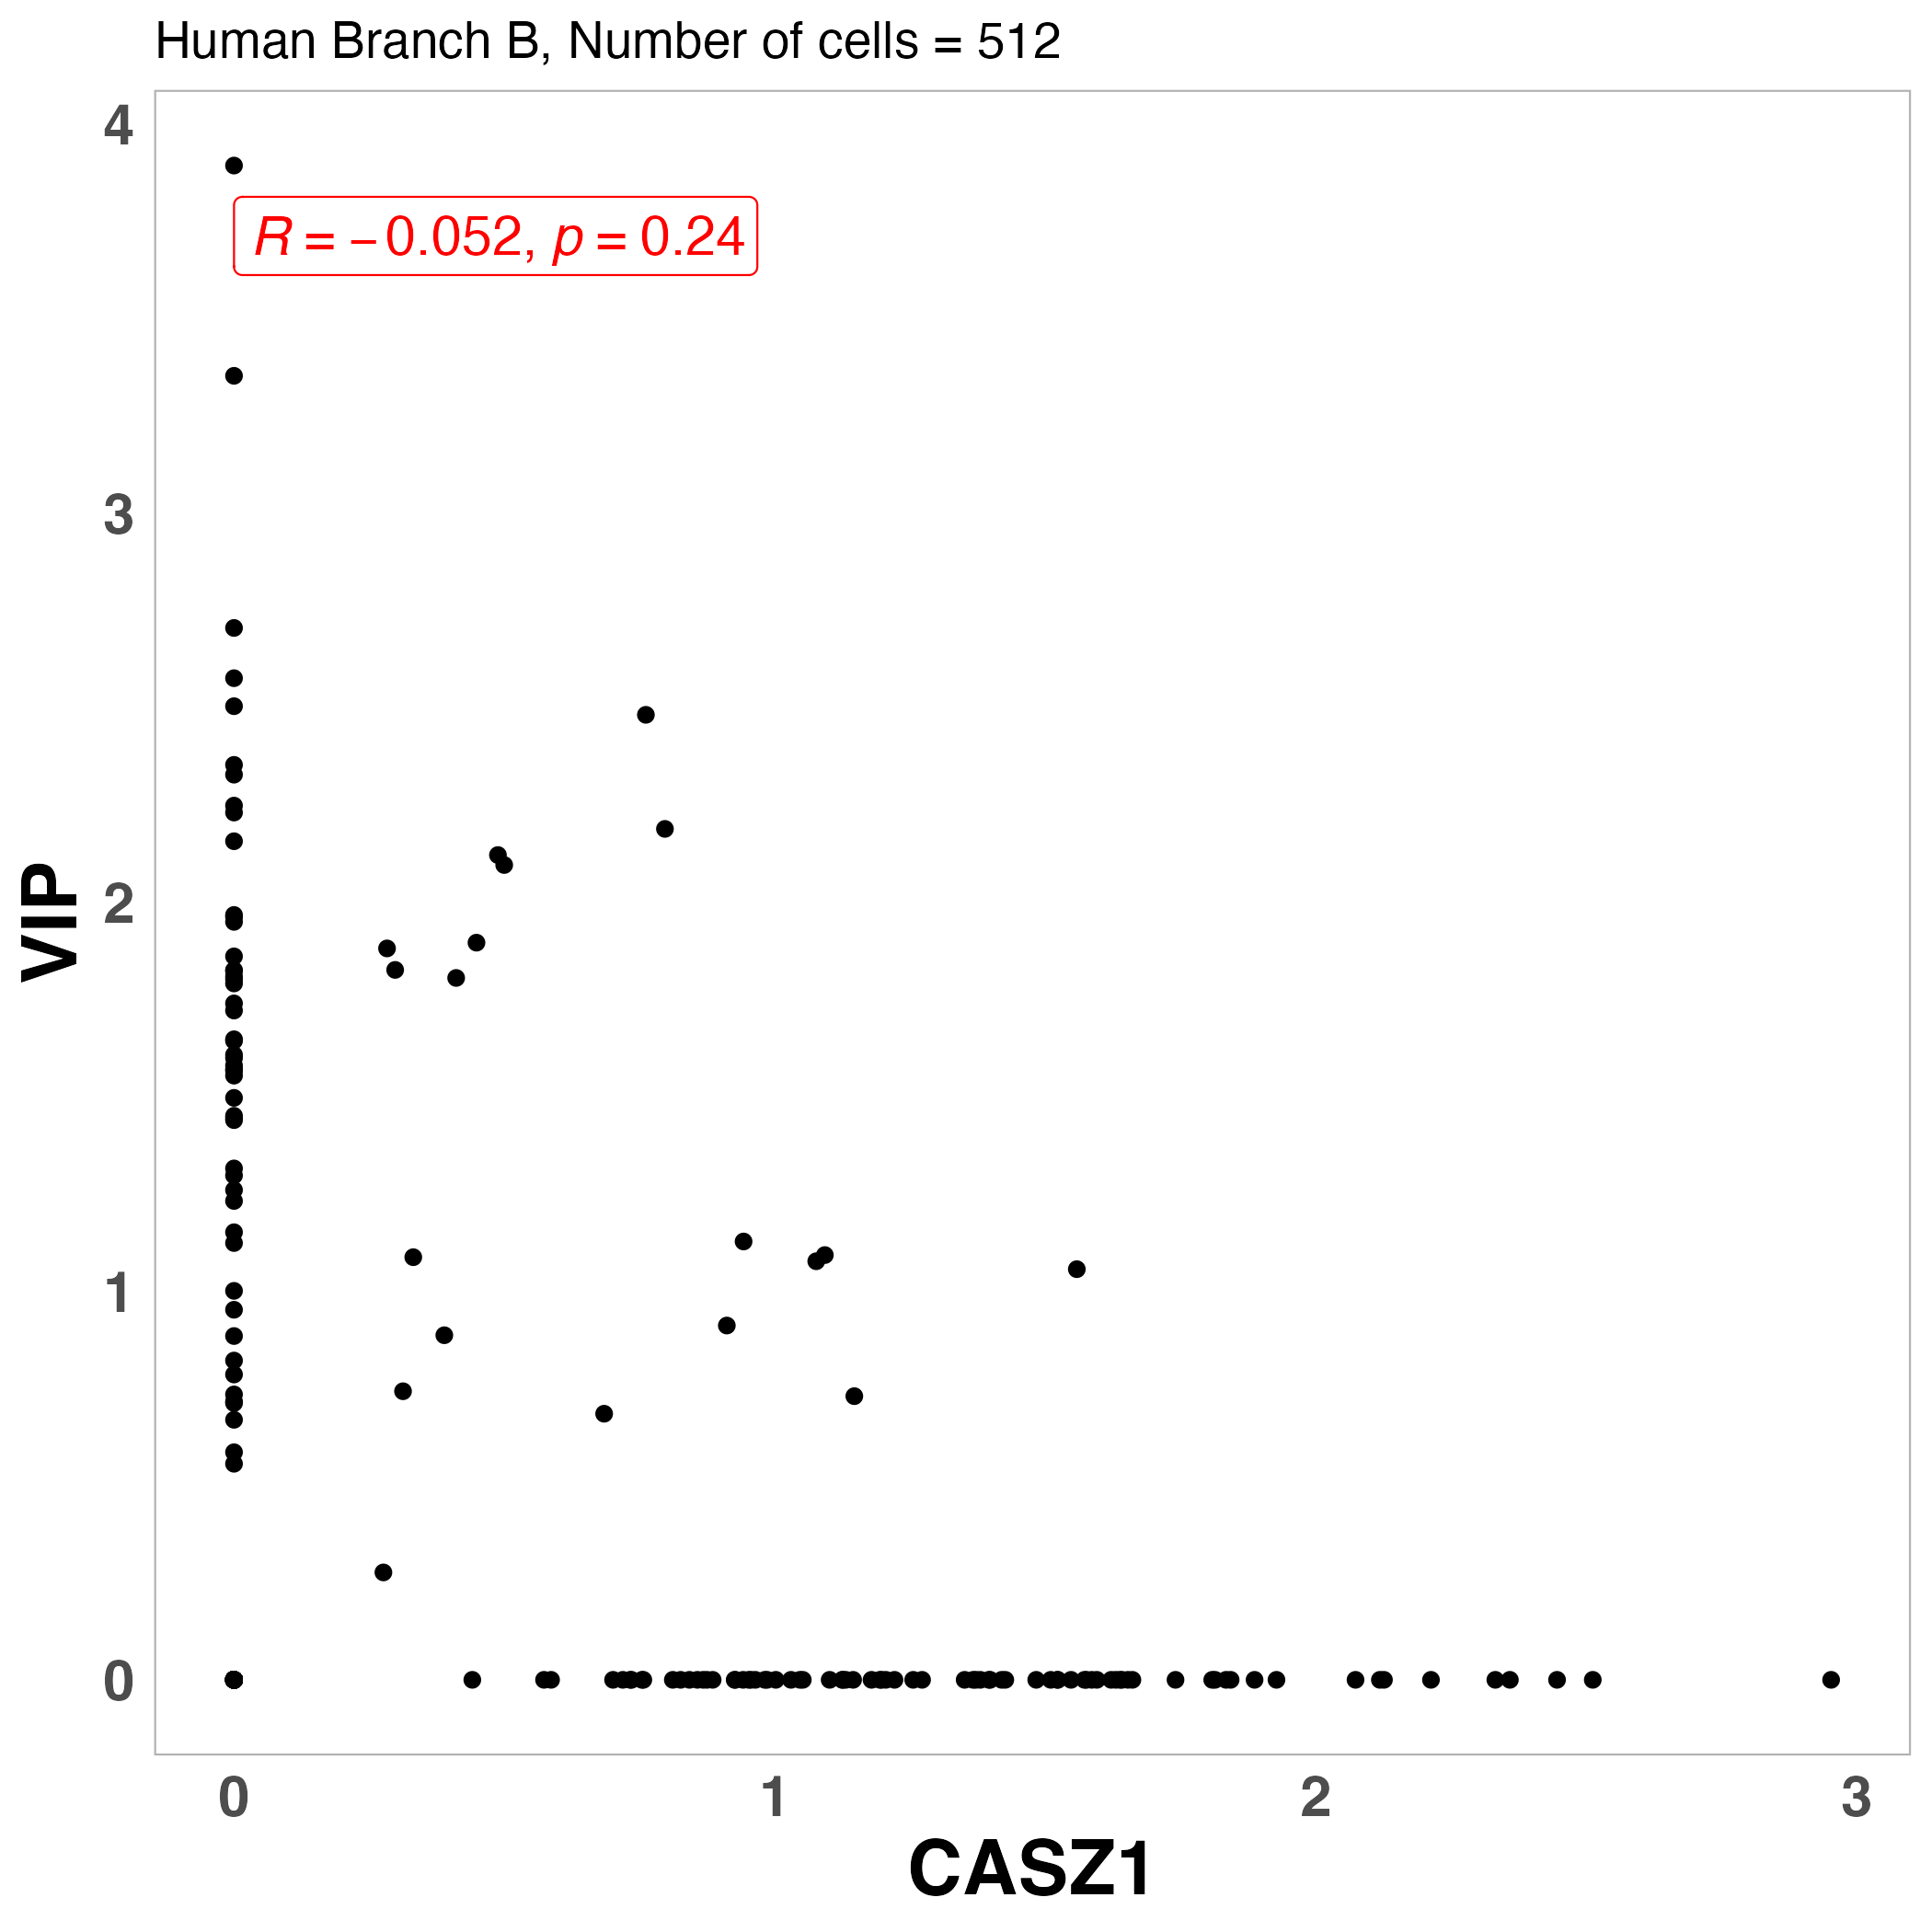 Human Branch B, Number of cells = 512
4
R = −0.052, p = 0.24
3
VIP
2
1
0
0 1 2 3
CASZ1